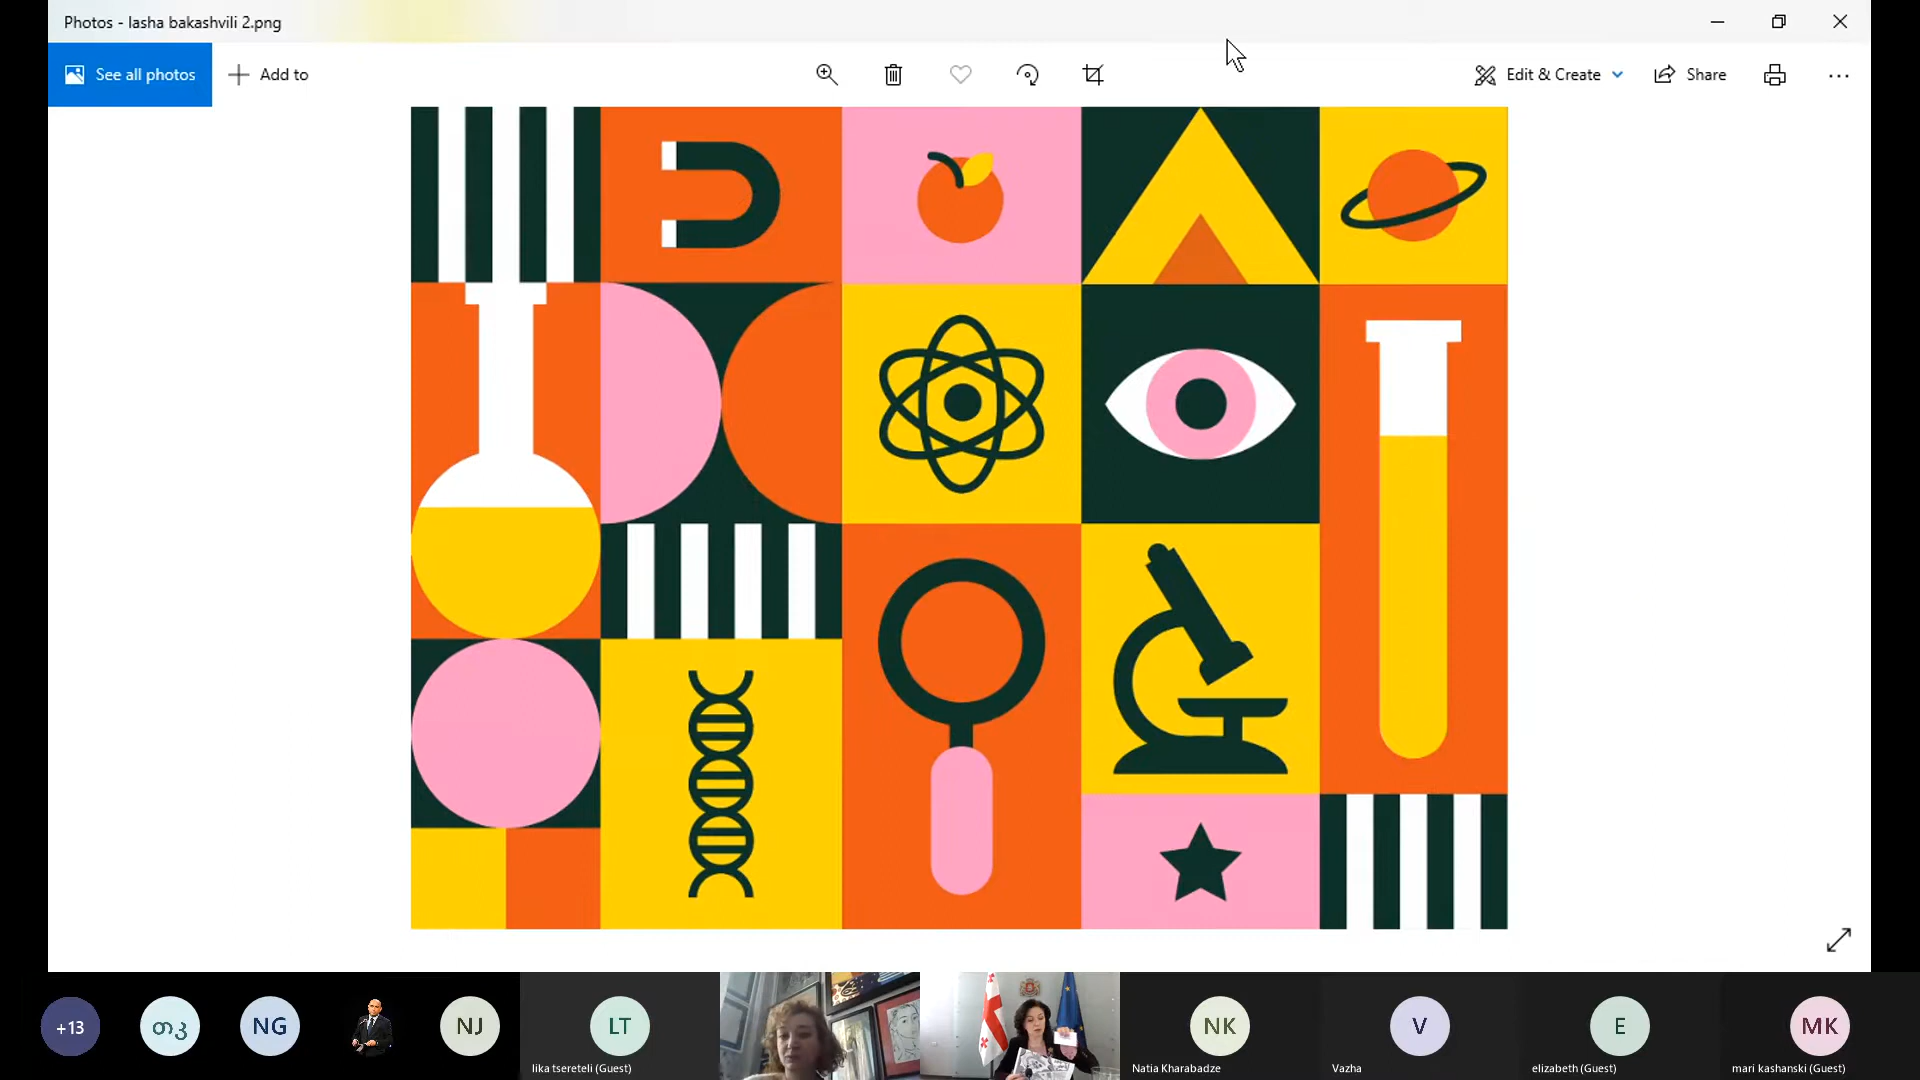 Photos - lasha bakashvili 2.png
See all photos
Add to
Edit & Create
Share
+13
თკ
NG
NJ
LT
lika tsereteli (Guest)
NK
Natia Kharabadze
V
Vazha
E
elizabeth (Guest)
MK
mari kashanski (Guest)